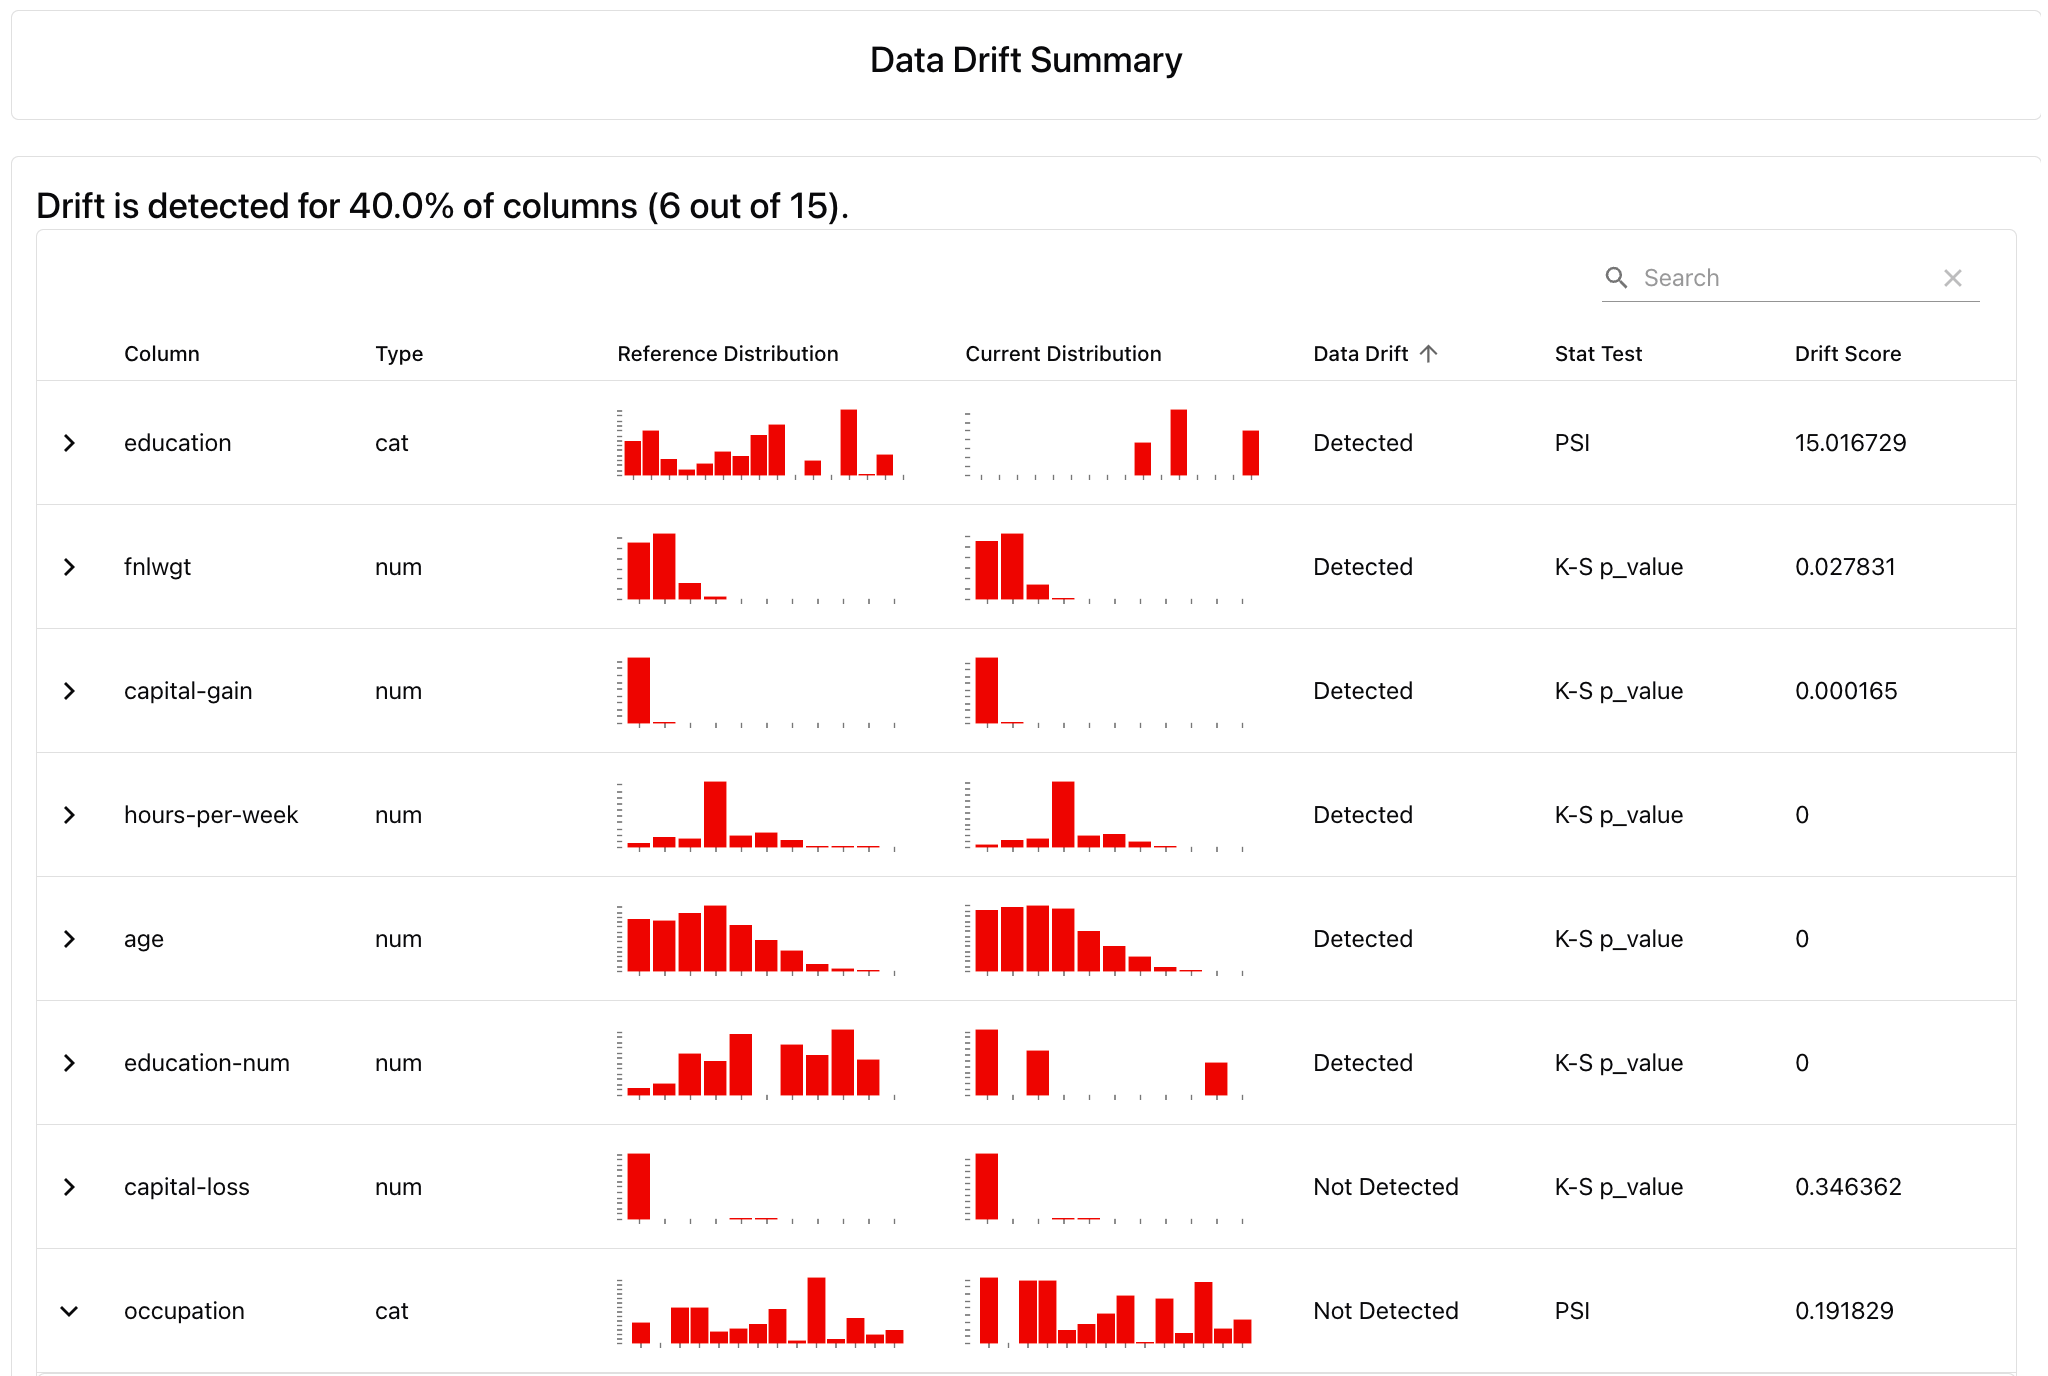 Data Drift Summary
Drift is detected for 40.0% of columns (6 out of 15).
Search
Column Type Reference Distribution Current Distribution Data Drift Stat Test Drift Score
education cat Detected PSI 15.016729
fnlwgt num Detected K-S p_value 0.027831
capital-gain num Detected K-S p_value 0.000165
hours-per-week num Detected K-S p_value 0
age num Detected K-S p_value 0
education-num num Detected K-S p_value 0
capital-loss num Not Detected K-S p_value 0.346362
occupation cat Not Detected PSI 0.191829